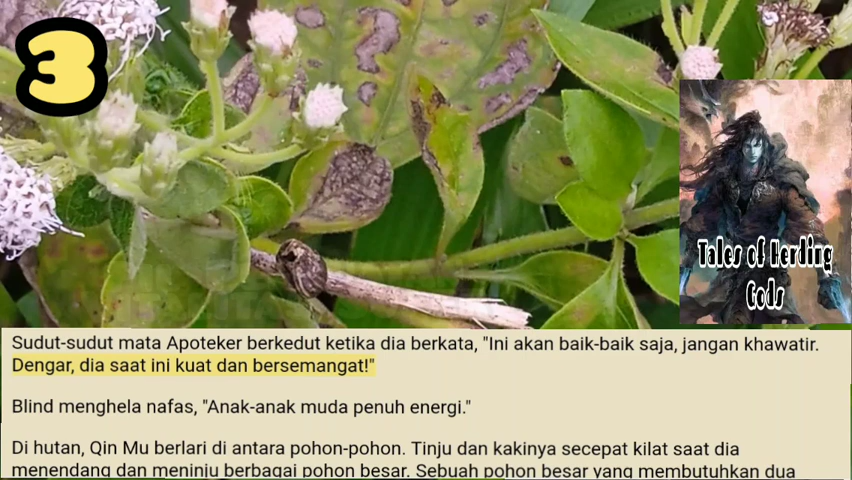 3
Tales of Herding
Gods
Sudut-sudut mata Apoteker berkedut ketika dia berkata, "Ini akan baik-baik saja, jangan khawatir.
Dengar, dia saat ini kuat dan bersemangat!"
Blind menghela nafas, "Anak-anak muda penuh energi."
Di hutan, Qin Mu berlari di antara pohon-pohon. Tinju dan kakinya secepat kilat saat dia
menendang dan meninju berbagai pohon besar. Sebuah pohon besar yang membutuhkan dua